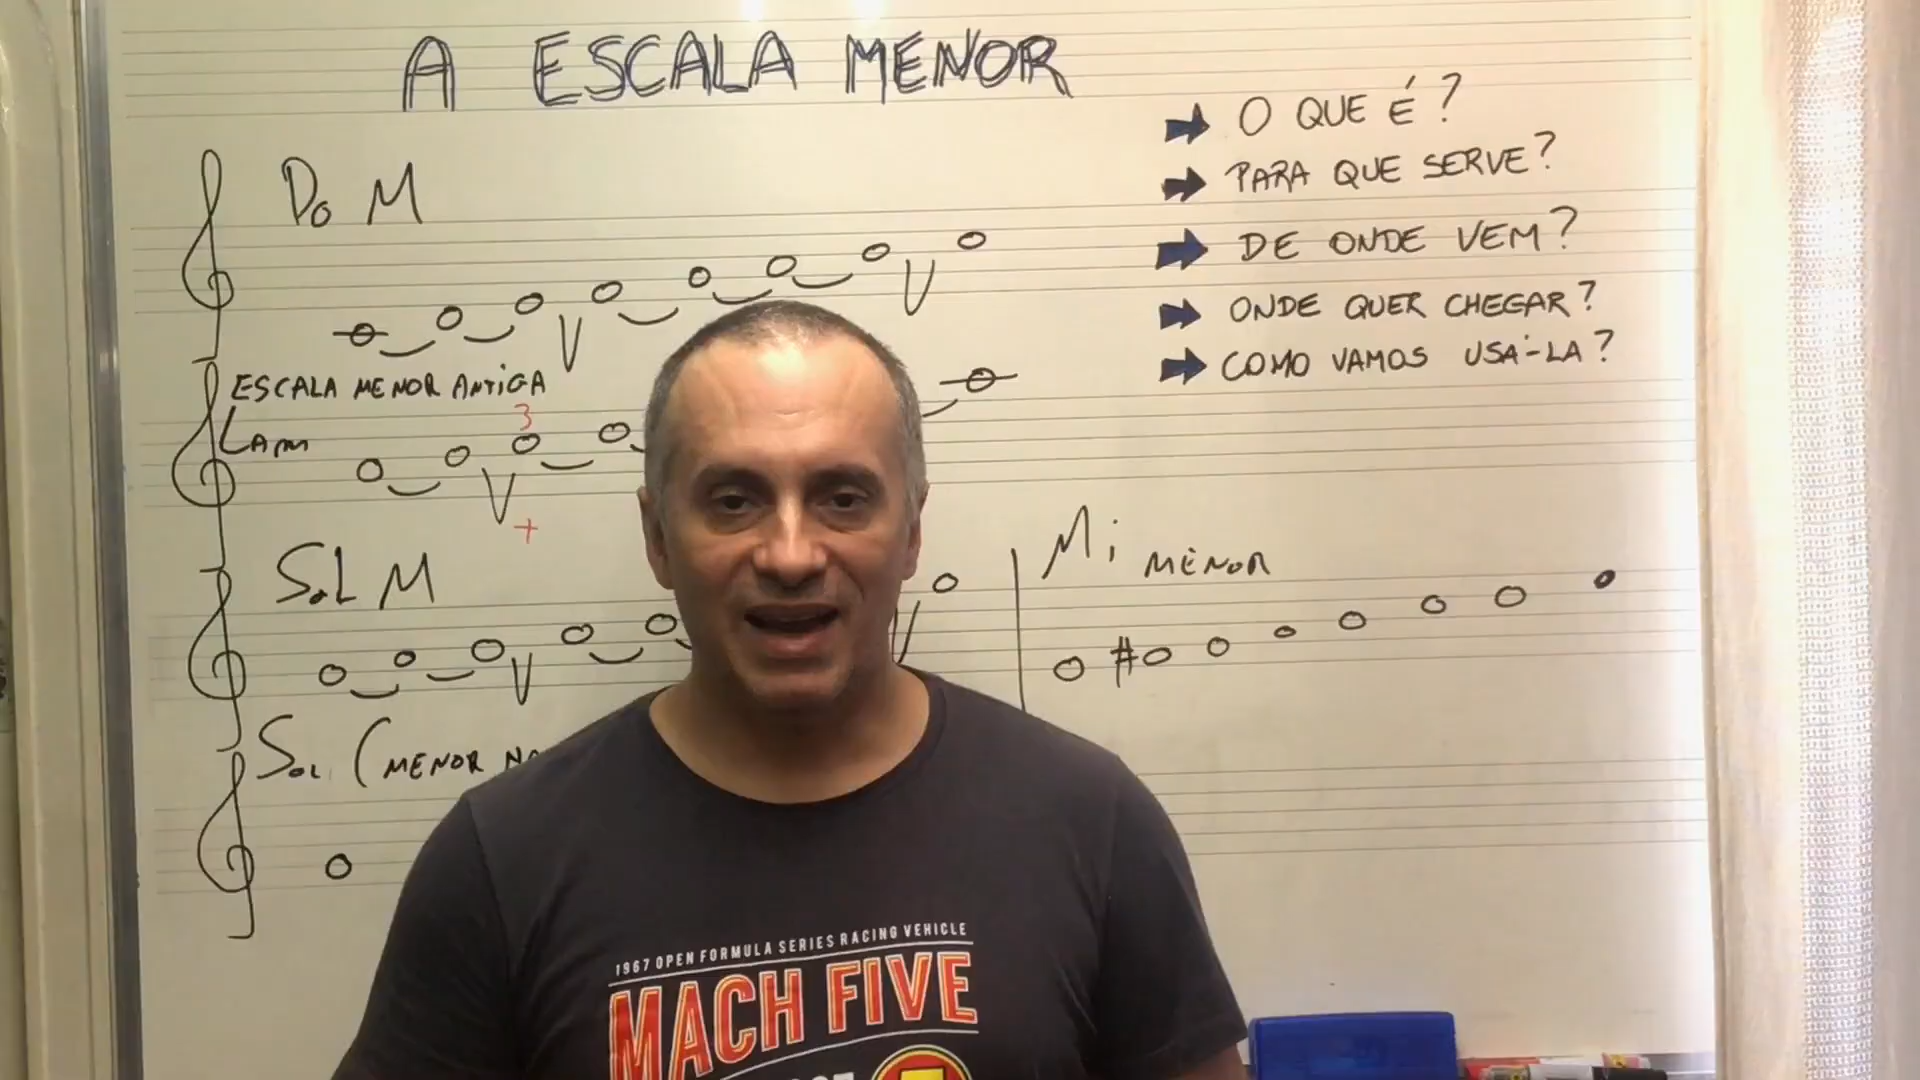 A ESCALA MENOR
→ O QUE É?
→ PARA QUE SERVE?
→ DE ONDE VEM?
→ ONDE QUER CHEGAR?
→ COMO VAMOS USÁ-LA?
Do M
ESCALA MENOR ANTIGA
3
LAm
+
SOL M
Mi MENOR
#
SOL (MENOR
1967 OPEN FORMULA SERIES RACING VEHICLE
MACH FIVE